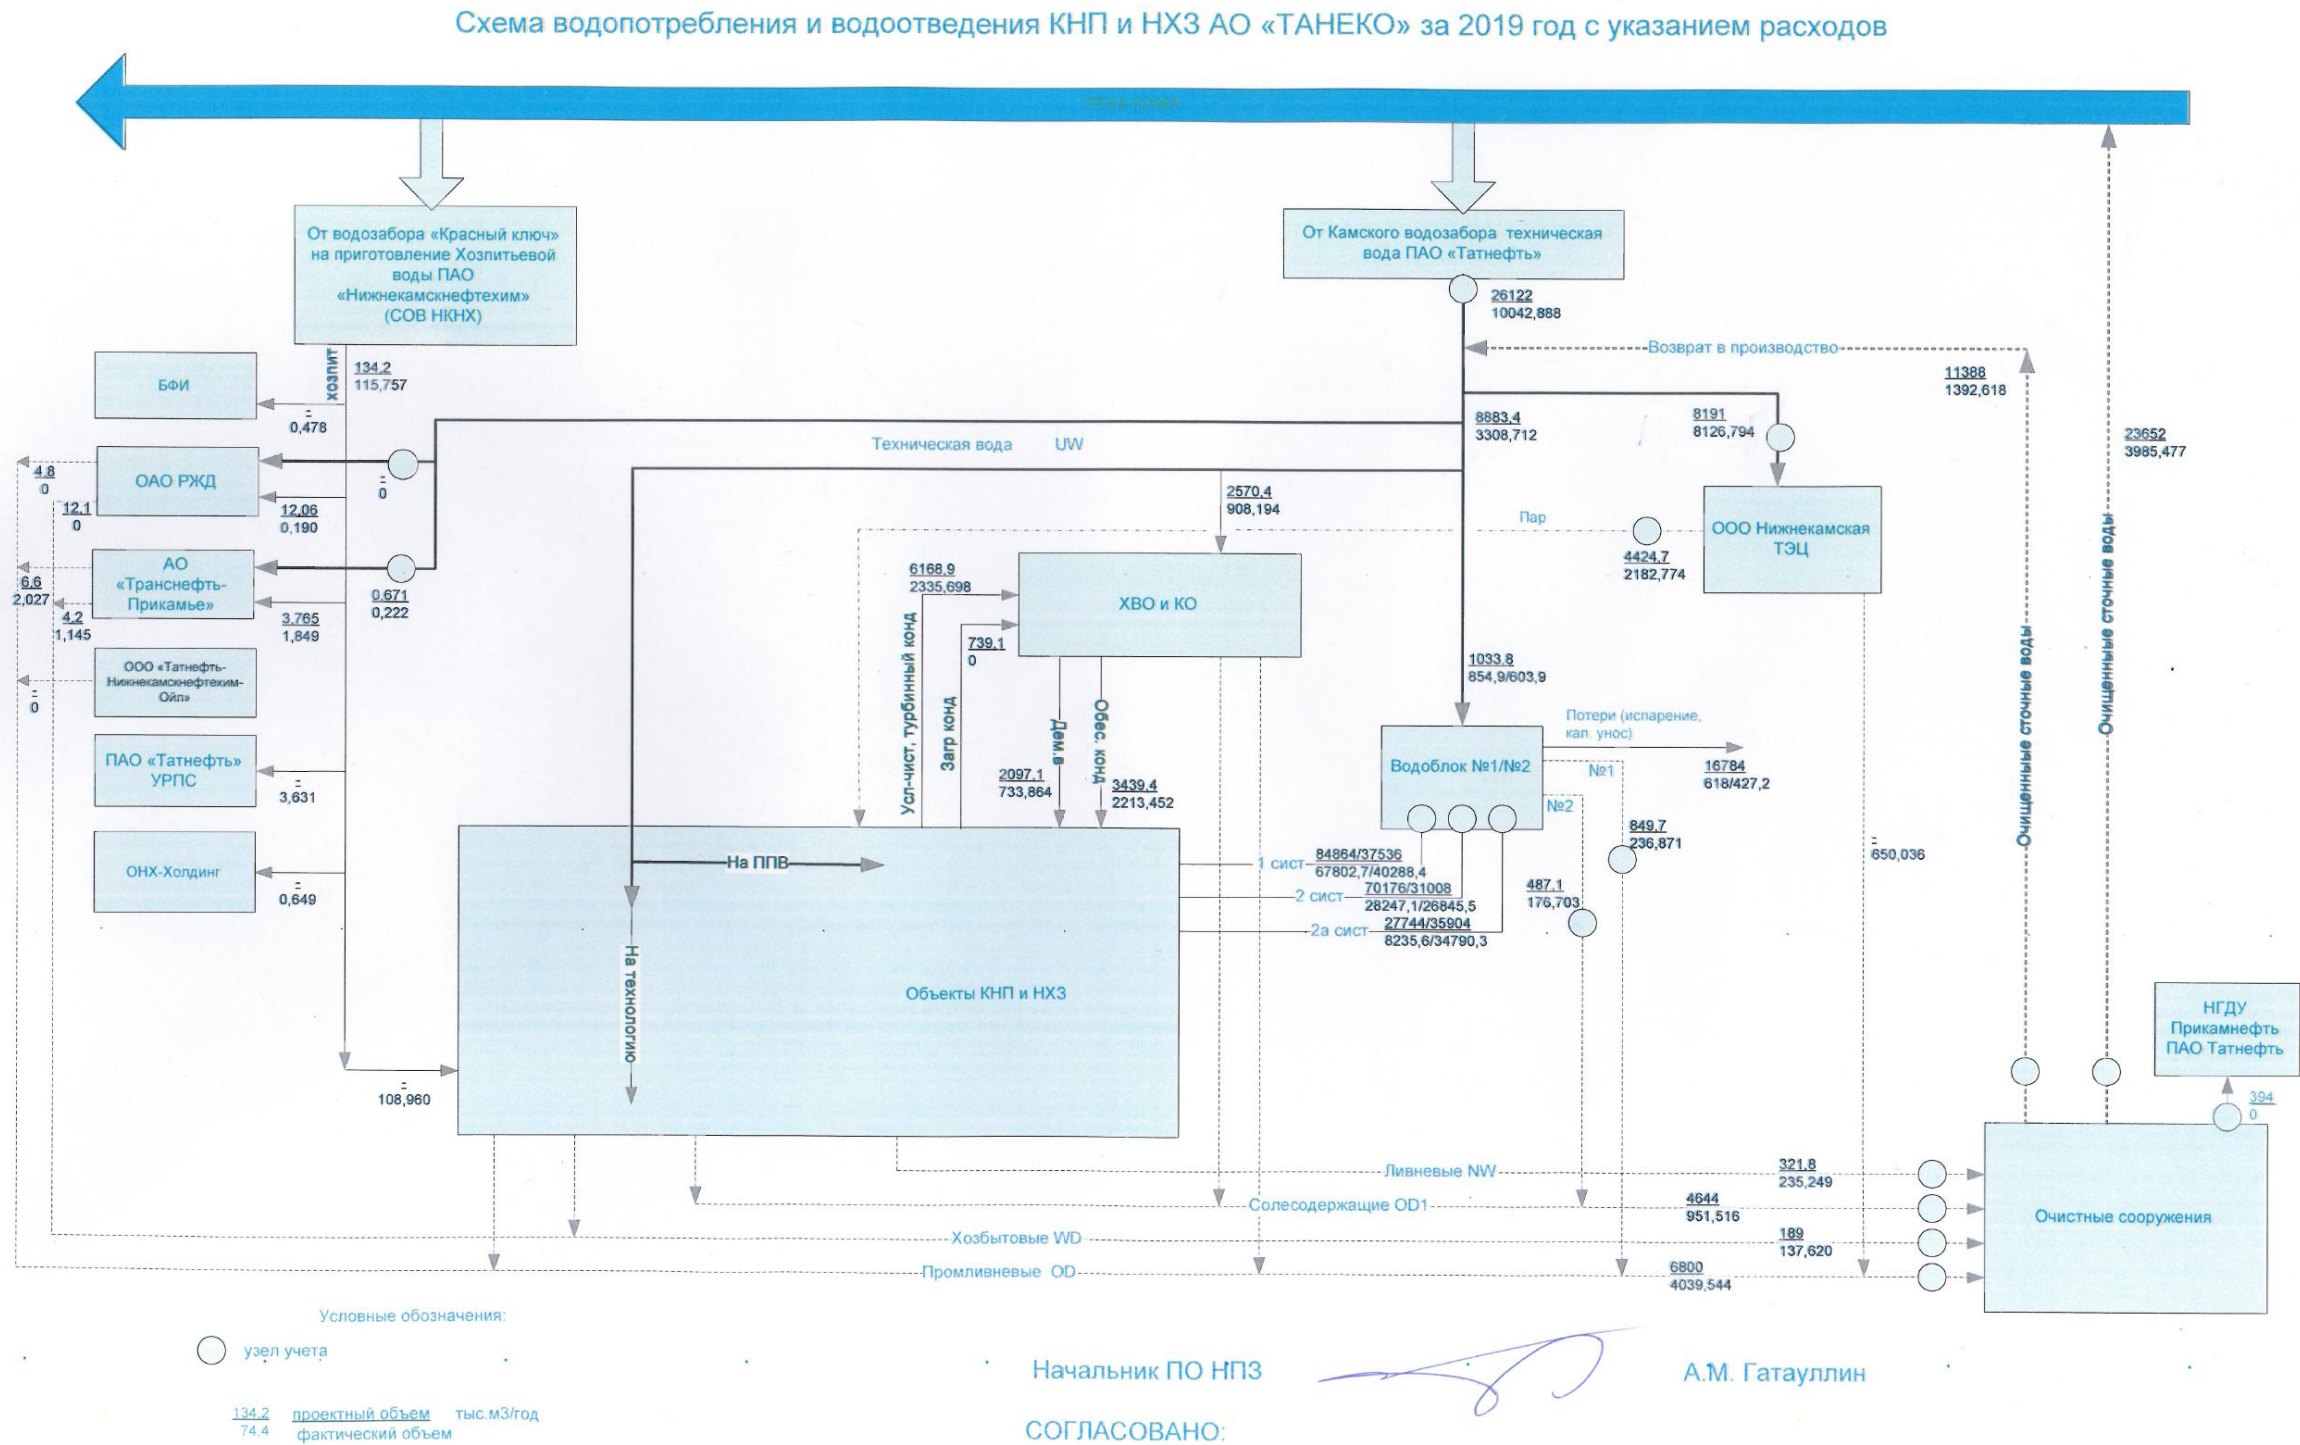 Схема водопотребления и водоотведения КНП и НХЗ АО «ТАНЕКО» за 2019 год с указанием расходов
РЕКА КАМА
От водозабора «Красный ключ»
на приготовление Хозпитьевой
воды ПАО
«Нижнекамскнефтехим»
(СОВ НКНХ)
От Камского водозабора техническая
вода ПАО «Татнефть»
26122
10042,888
Возврат в производство
11388
1392,618
23652
3985,477
хозпит
134,2
115,757
БФИ
-
0,478
8883,4
3308,712
8191
8126,794
Техническая вода UW
ОАО РЖД
4,8
0
12,1
0
-
0
12,06
0,190
2570,4
908,194
Пар
4424,7
2182,774
ООО Нижнекамская
ТЭЦ
АО
«Транснефть-
Прикамье»
6,6
2,027
4,2
1,145
0,671
0,222
3,765
1,849
6168,9
2335,698
ХВО и КО
739,1
0
Усл-чист, турбинный конд
Загр конд
Дем.в
Обес. конд
2097,1
733,864
3439,4
2213,452
ООО «Татнефть-
Нижнекамскнефтехим-
Ойл»
-
0
ПАО «Татнефть»
УРПС
-
3,631
ОНХ-Холдинг
-
0,649
1033,8
854,9/603,9
Водоблок №1/№2
Потери (испарение,
кап. унос)
16784
618/427,2
№1
№2
849,7
236,871
487,1
176,703
-
650,036
Очищенные сточные воды
Очищенные сточные воды
На ППВ
На технологию
Объекты КНП и НХЗ
1 сист
84864/37536
67802,7/40288,4
2 сист
70176/31008
28247,1/26845,5
2а сист
27744/35904
8235,6/34790,3
-
108,960
НГДУ
Прикамнефть
ПАО Татнефть
394
0
Очистные сооружения
Ливневые NW
321,8
235,249
Солесодержащие OD1
4644
951,516
Хозбытовые WD
189
137,620
Промливневые OD
6800
4039,544
Условные обозначения:
узел учета
134,2 проектный объем тыс.м3/год
74,4 фактический объем
Начальник ПО НПЗ А.М. Гатауллин
СОГЛАСОВАНО: